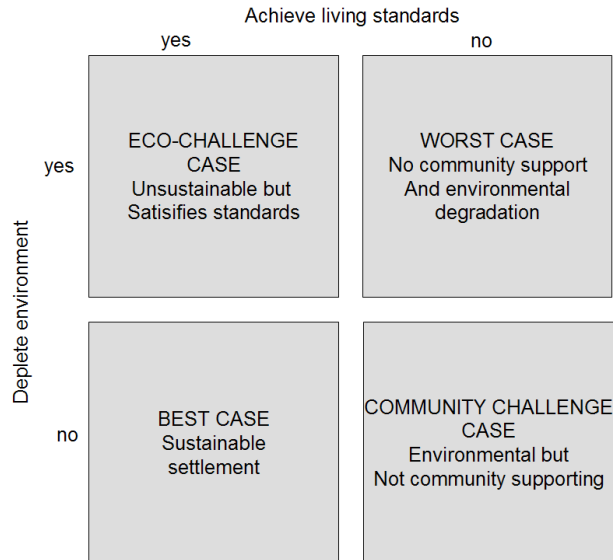 Achieve living standards
yes
no
yes
ECO-CHALLENGE
CASE
Unsustainable but
Satisifies standards
WORST CASE
No community support
And environmental
degradation
Deplete environment
no
BEST CASE
Sustainable
settlement
COMMUNITY CHALLENGE
CASE
Environmental but
Not community supporting